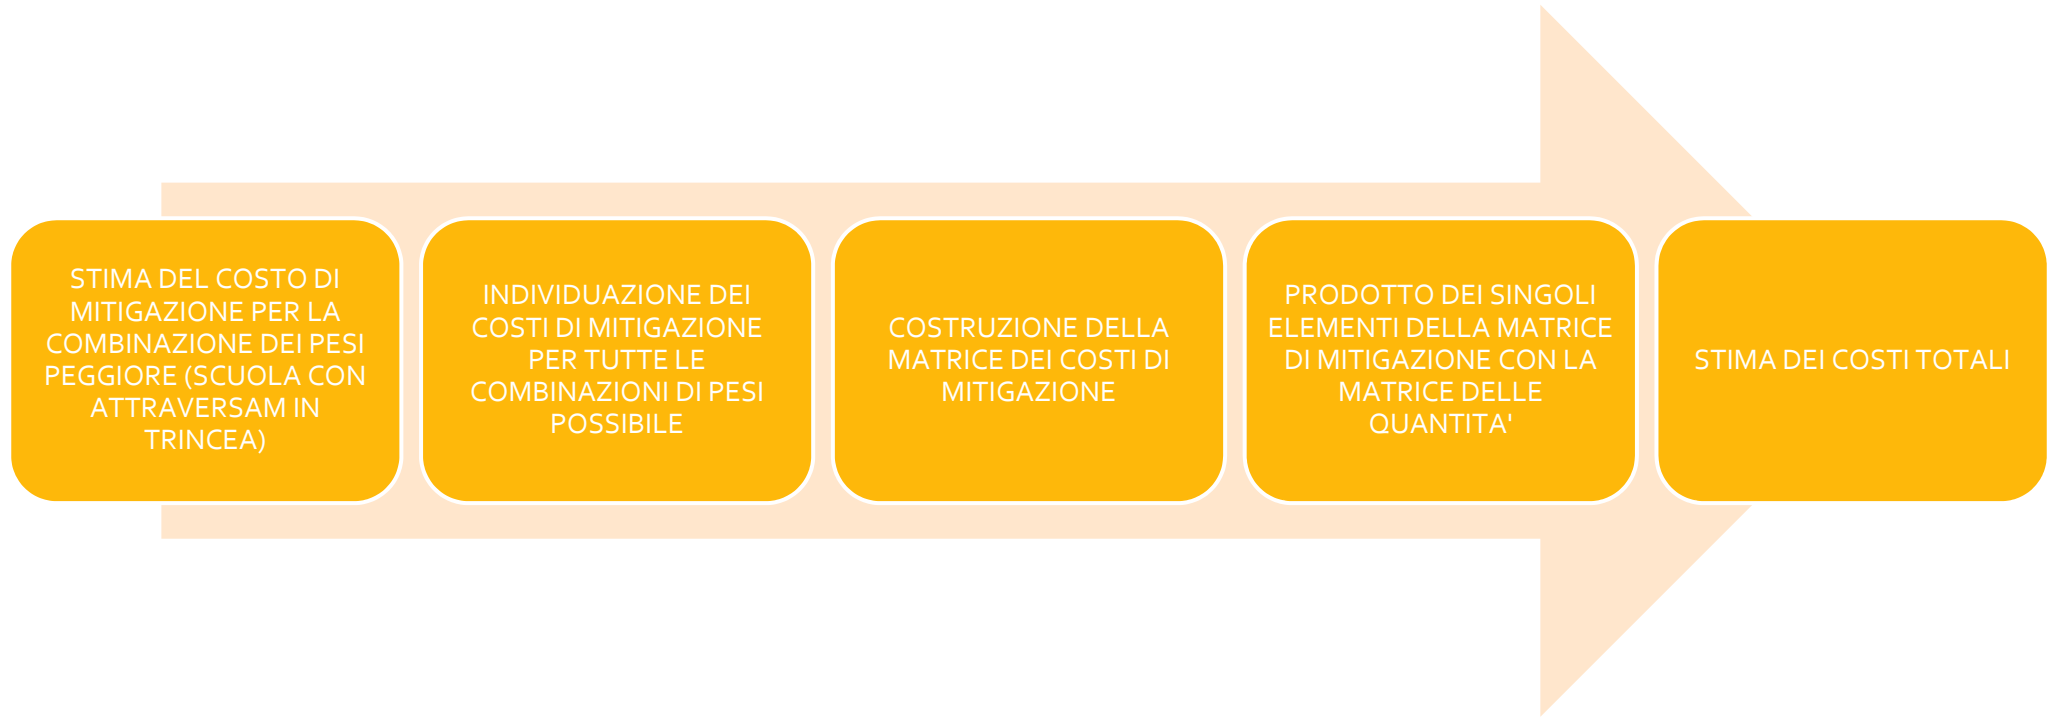 STIMA DEL COSTO DI
MITIGAZIONE PER LA
COMBINAZIONE DEI PESI
PEGGIORE (SCUOLA CON
ATTRAVERSAM IN
TRINCEA)
INDIVIDUAZIONE DEI
COSTI DI MITIGAZIONE
PER TUTTE LE
COMBINAZIONI DI PESI
POSSIBILE
COSTRUZIONE DELLA
MATRICE DEI COSTI DI
MITIGAZIONE
PRODOTTO DEI SINGOLI
ELEMENTI DELLA MATRICE
DI MITIGAZIONE CON LA
MATRICE DELLE
QUANTITA'
STIMA DEI COSTI TOTALI